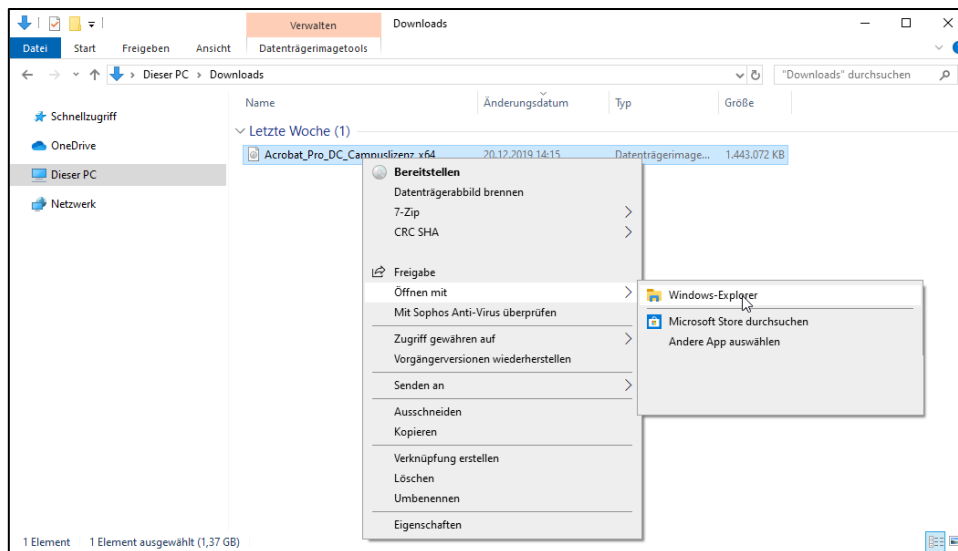 Verwalten
Downloads
Datei Start Freigeben Ansicht Datenträgerimagetools
Dieser PC > Downloads
"Downloads" durchsuchen
Name Änderungsdatum Typ Größe
Schnellzugriff
Letzte Woche (1)
OneDrive
Acrobat_Pro_DC_Campuslizenz_x64 20.12.2019 14:15 Datenträgerimage... 1.443.072 KB
Dieser PC
Netzwerk
Bereitstellen
Datenträgerabbild brennen
7-Zip
CRC SHA
Freigabe
Öffnen mit
Mit Sophos Anti-Virus überprüfen
Zugriff gewähren auf
Vorgängerversionen wiederherstellen
Senden an
Ausschneiden
Kopieren
Verknüpfung erstellen
Löschen
Umbenennen
Eigenschaften
Windows-Explorer
Microsoft Store durchsuchen
Andere App auswählen
1 Element 1 Element ausgewählt (1,37 GB)